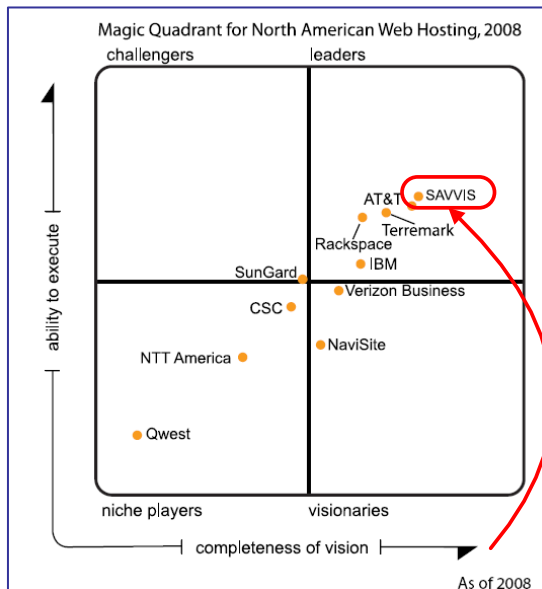 Magic Quadrant for North American Web Hosting, 2008
challengers
leaders
ability to execute
AT&T
SAVVIS
Terremark
Rackspace
IBM
SunGard
Verizon Business
CSC
NaviSite
NTT America
Qwest
niche players
visionaries
completeness of vision
As of 2008